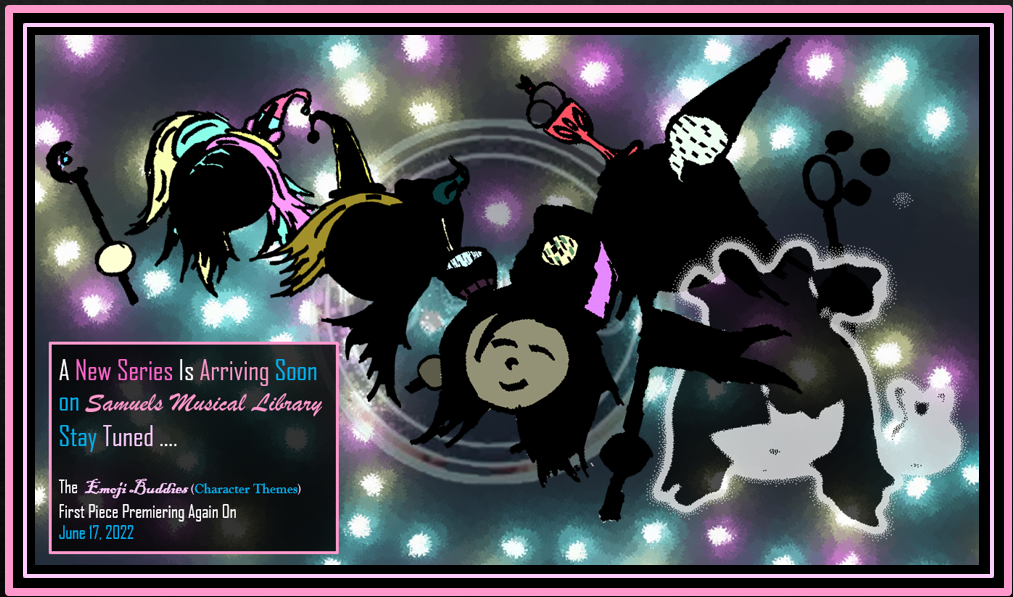 A New Series Is Arriving Soon
on Samuels Musical Library
Stay Tuned ....
The Emoji Buddies (Character Themes)
First Piece Premiering Again On
June 17, 2022